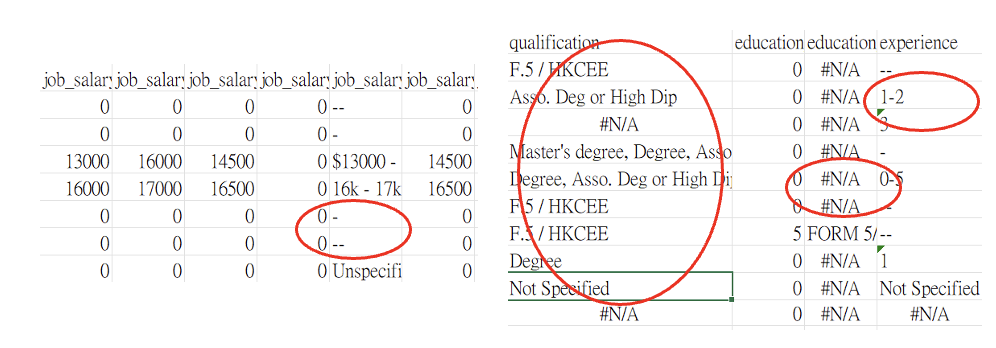 job_salary job_salary job_salary job_salary job_salary job_salary
0 0 0 0 -- 0
0 0 0 0 - 0
13000 16000 14500 0 $13000 - 14500
16000 17000 16500 0 16k - 17k 16500
0 0 0 0 - 0
0 0 0 0 -- 0
0 0 0 0 Unspecifi 0
qualification education education experience
F.5 / HKCEE 0 #N/A --
Asso. Deg or High Dip 0 #N/A 1-2
#N/A 0 #N/A 3
Master's degree, Degree, Asso 0 #N/A -
Degree, Asso. Deg or High Dip 0 #N/A 0-5
F.5 / HKCEE 0 #N/A --
F.5 / HKCEE 5 FORM 5/ --
Degree 0 #N/A 1
Not Specified 0 #N/A Not Specified
#N/A 0 #N/A #N/A